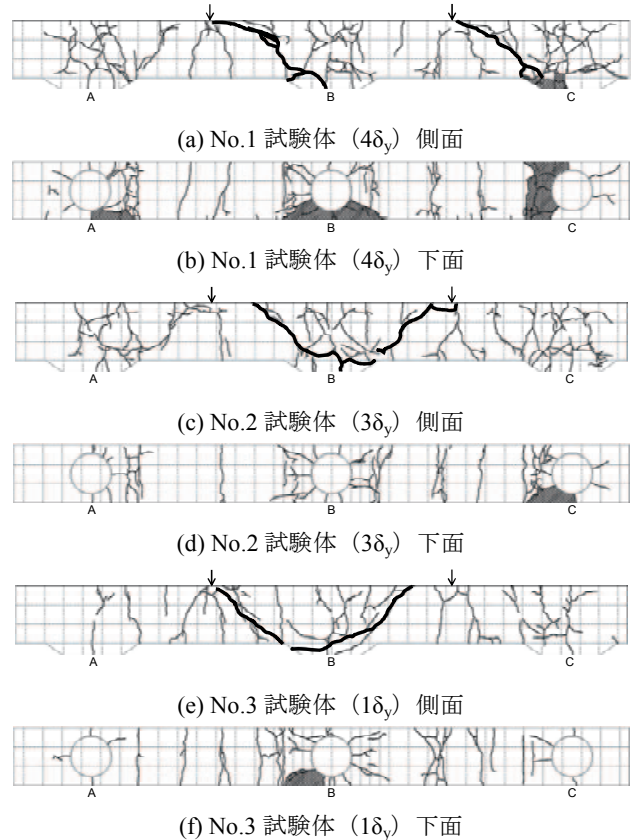 A B C
(a) No.1 試験体（4δy）側面
A B C
(b) No.1 試験体（4δy）下面
A B C
(c) No.2 試験体（3δy）側面
A B C
(d) No.2 試験体（3δy）下面
A B C
(e) No.3 試験体（1δy）側面
A B C
(f) No.3 試験体（1δy）下面